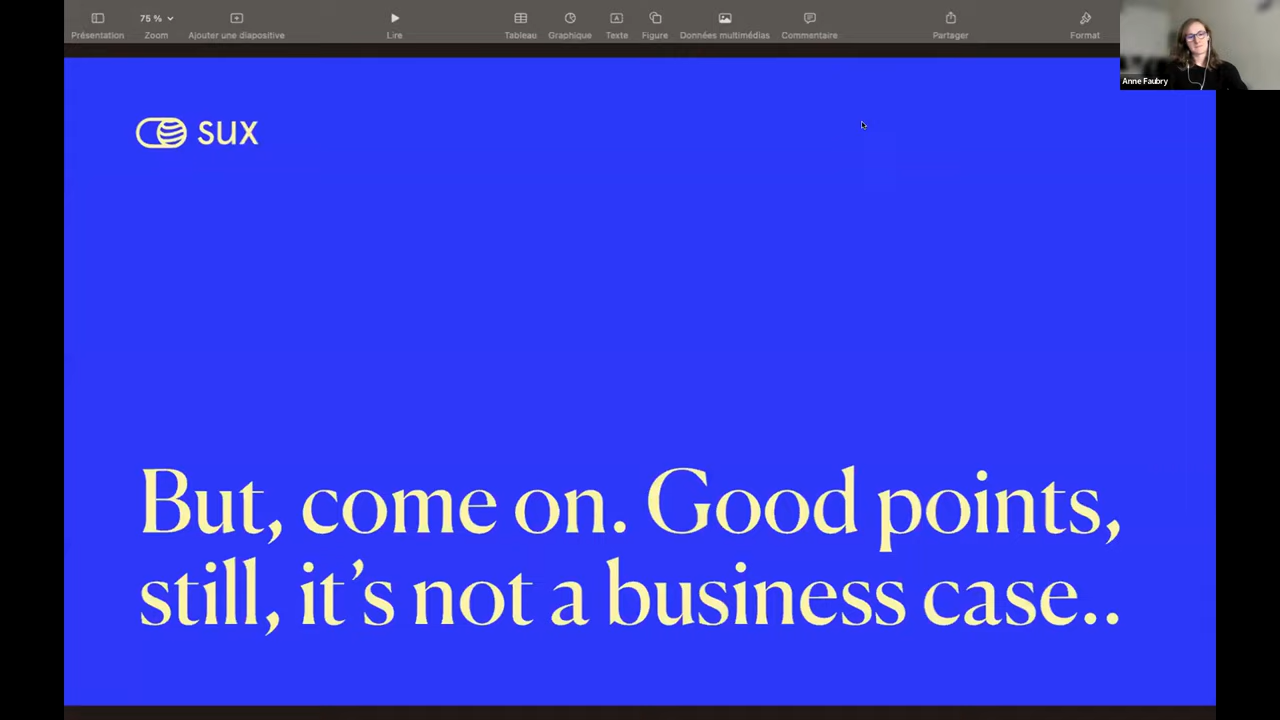 75 %
Présentation Zoom Ajouter une diapositive Lire Tableau Graphique Texte Figure Données multimédias Commentaire Partager Format
Anne Faubry
sux
But, come on. Good points,
still, it’s not a business case..